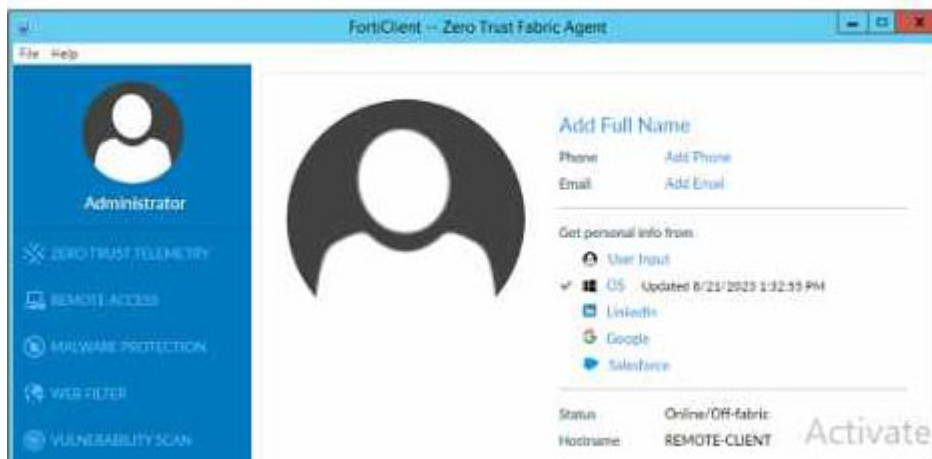 FortiClient -- Zero Trust Fabric Agent
File Help
Administrator
ZERO TRUST TELEMETRY
REMOTE ACCESS
MALWARE PROTECTION
WEB FILTER
VULNERABILITY SCAN
Add Full Name
Phone Add Phone
Email Add Email
Get personal info from
User Input
OS Updated 8/21/2023 1:32:55 PM
LinkedIn
Google
Salesforce
Status Online/Off-fabric
Hostname REMOTE-CLIENT
Activate